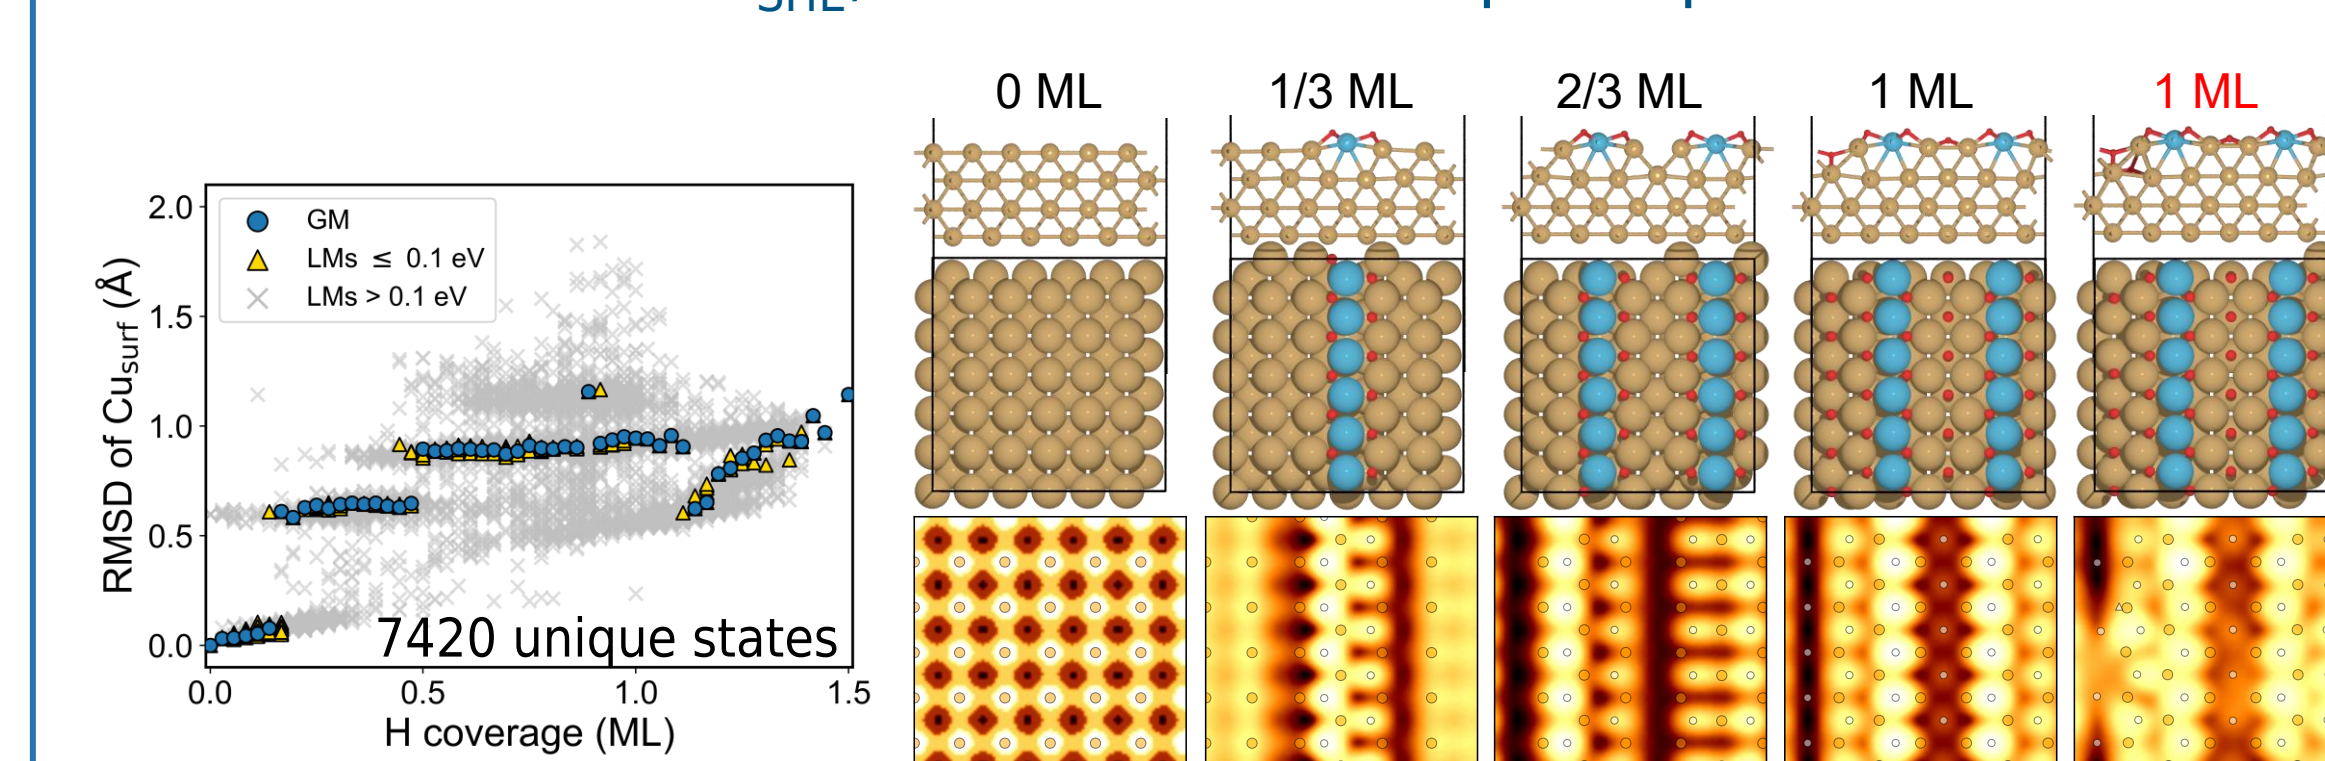 0 ML
1/3 ML
2/3 ML
1 ML
1 ML
GM
LMs ≤ 0.1 eV
LMs > 0.1 eV
RMSD of Cu_surf (Å)
2.0
1.5
1.0
0.5
0.0
7420 unique states
0.0
0.5
1.0
1.5
H coverage (ML)